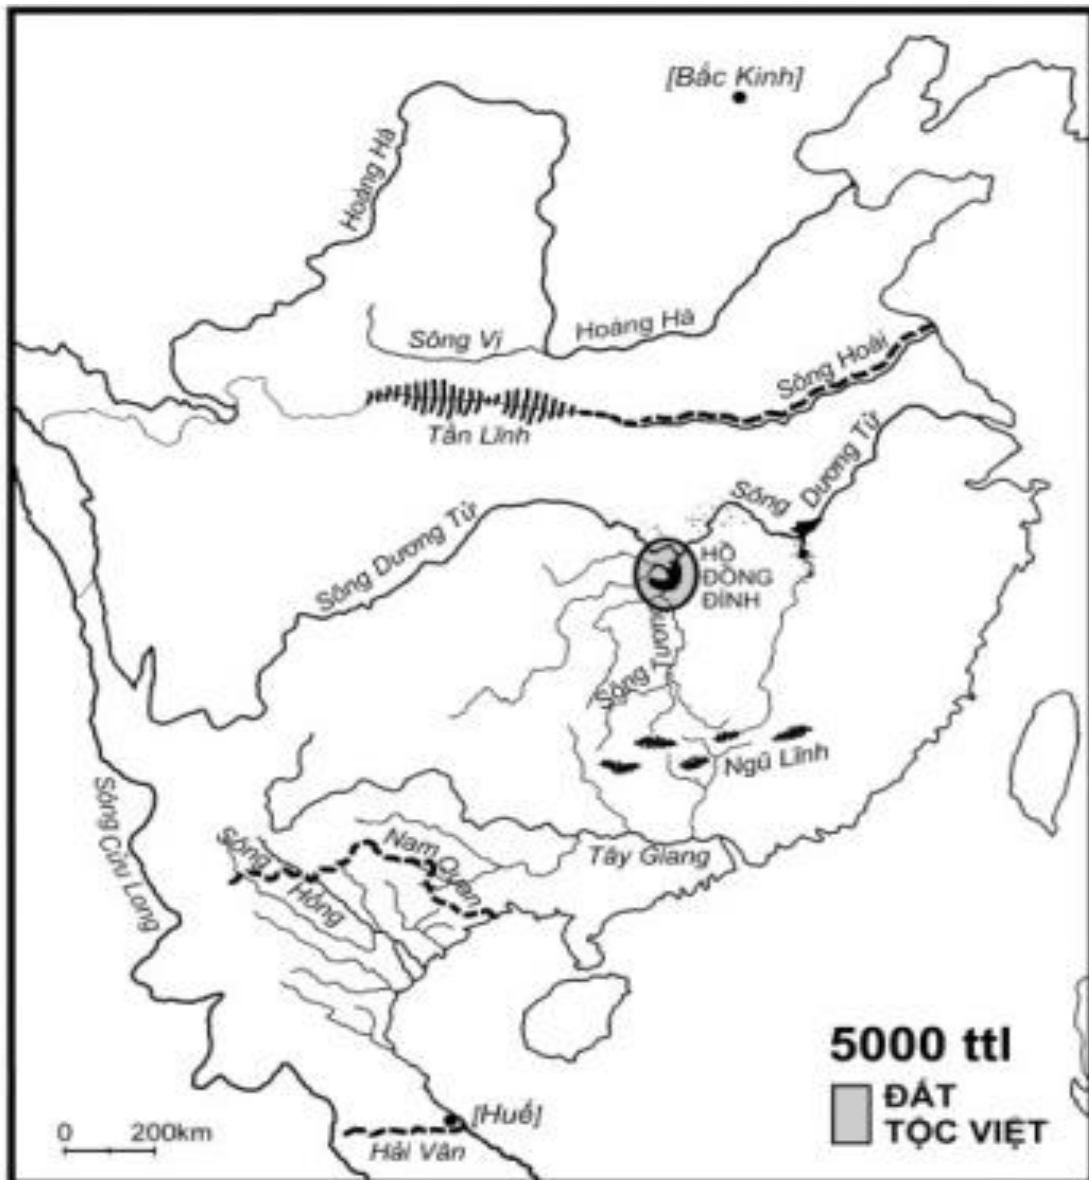 [Bắc Kinh]
Hoàng Hà
Sông Vị
Hoàng Hà
Sông Hoài
Tần Lĩnh
Sông Dương Tử
Sông Dương Tử
HỒ
ĐỒNG
ĐÌNH
Sông Tương
Ngũ Lĩnh
Sông Cửu Long
Sông Hồng
Nam Quan
Tây Giang
5000 ttl
ĐẤT
TỘC VIỆT
[Huế]
Hải Vân
0 200km